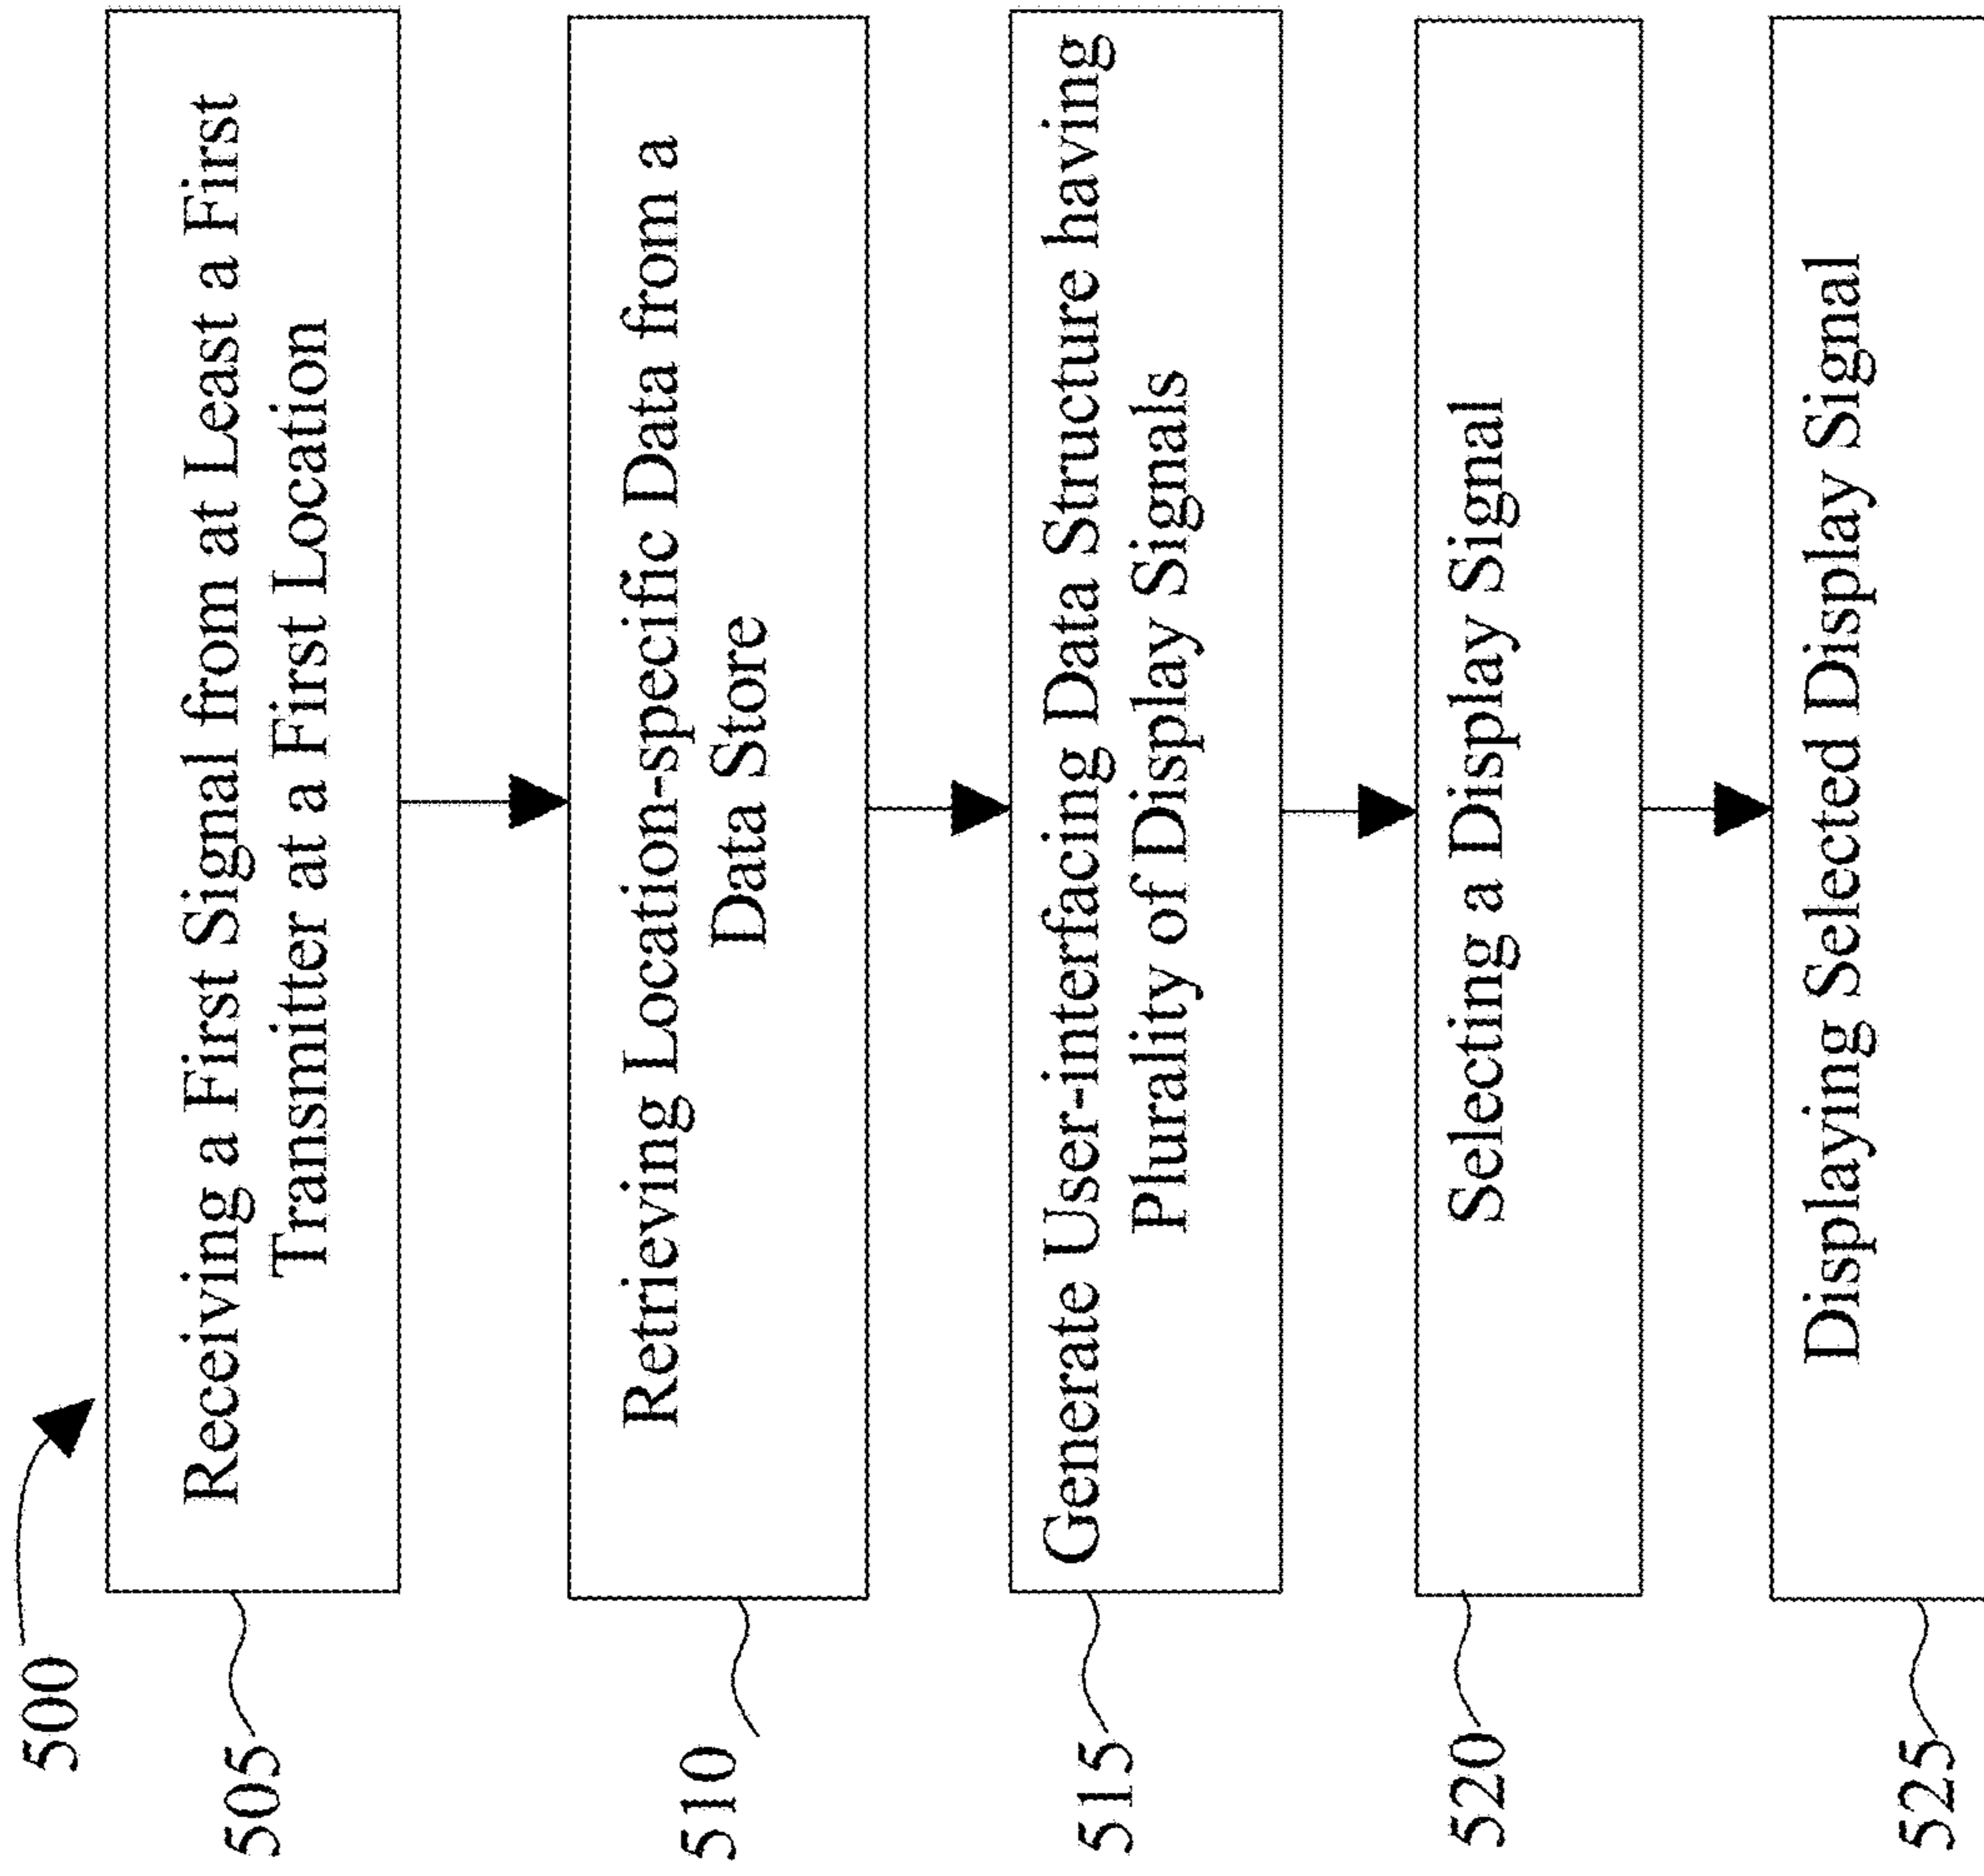 500
505
Receiving a First Signal from at Least a First
Transmitter at a First Location
510
Retrieving Location-specific Data from a
Data Store
515
Generate User-interfacing Data Structure having
Plurality of Display Signals
520
Selecting a Display Signal
525
Displaying Selected Display Signal